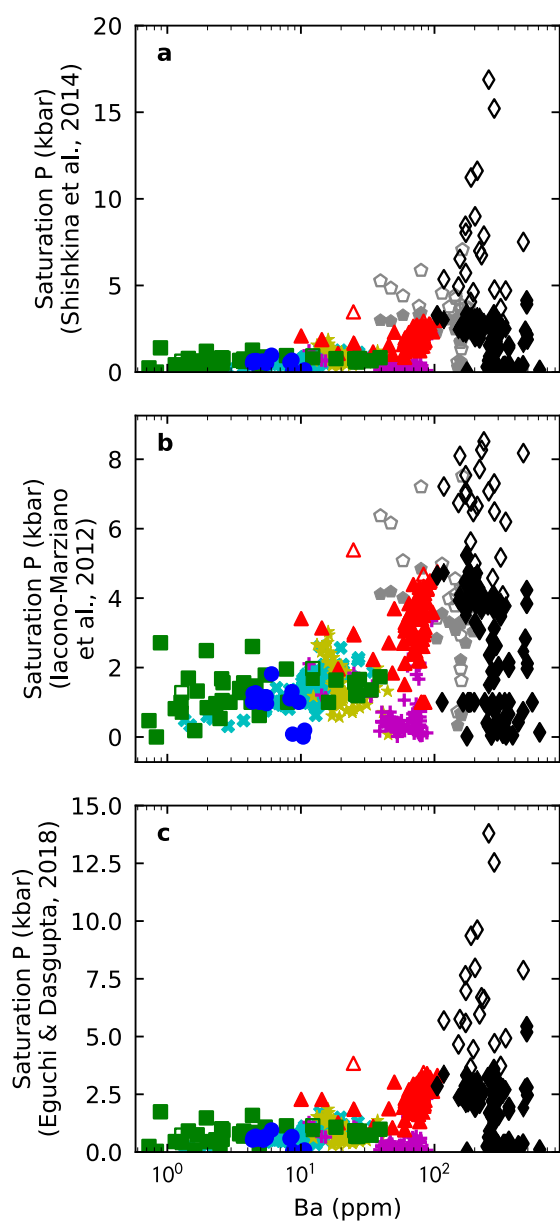 20
a
15
10
5
0
Saturation P (kbar)
(Shishkina et al., 2014)
b
8
6
4
2
0
Saturation P (kbar)
(Iacono-Marziano
et al., 2012)
15.0
c
12.5
10.0
7.5
5.0
2.5
0.0
Saturation P (kbar)
(Eguchi & Dasgupta, 2018)
10⁰ 10¹ 10²
Ba (ppm)